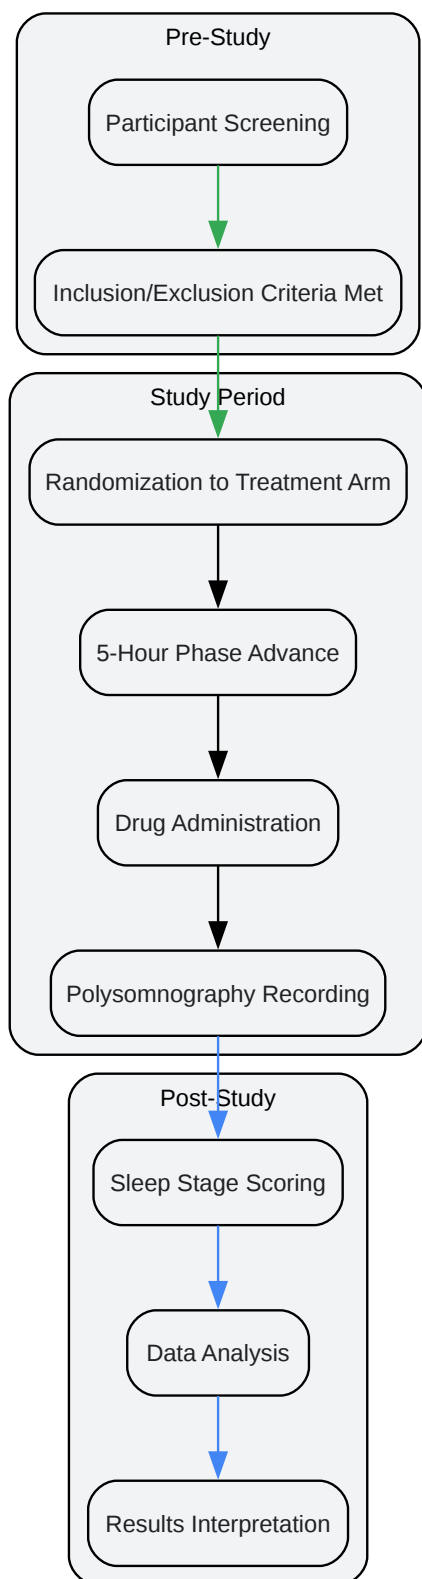 Pre-Study
Participant Screening
Inclusion/Exclusion Criteria Met
Study Period
Randomization to Treatment Arm
5-Hour Phase Advance
Drug Administration
Polysomnography Recording
Post-Study
Sleep Stage Scoring
Data Analysis
Results Interpretation